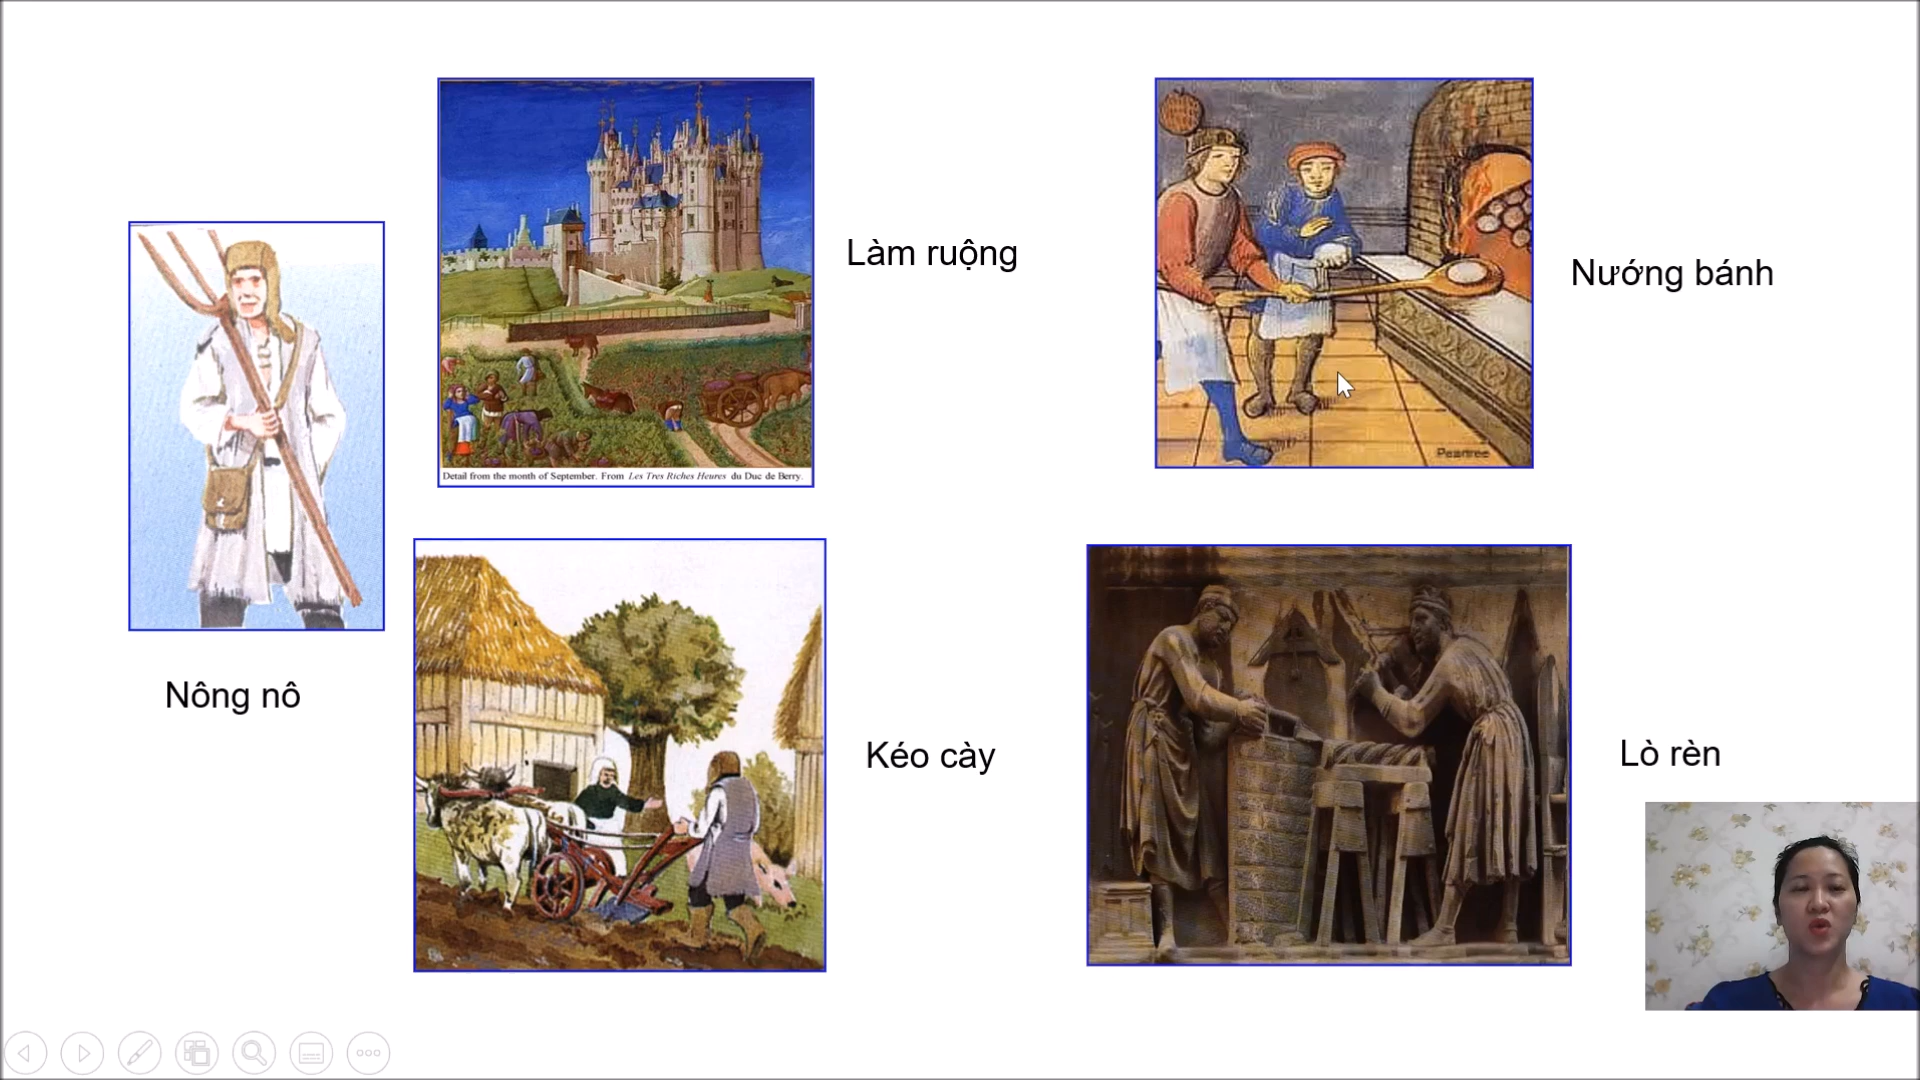 Làm ruộng
Nướng bánh
Detail from the month of September. From Les Tres Riches Heures du Duc de Berry.
Peartree
Nông nô
Kéo cày
Lò rèn